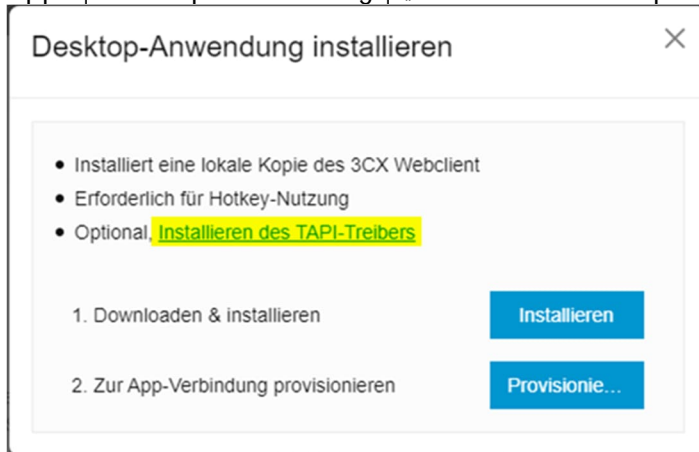 Desktop-Anwendung installieren
Installiert eine lokale Kopie des 3CX Webclient
Erforderlich für Hotkey-Nutzung
Optional, Installieren des TAPI-Treibers
1. Downloaden & installieren
Installieren
2. Zur App-Verbindung provisionieren
Provisionie...